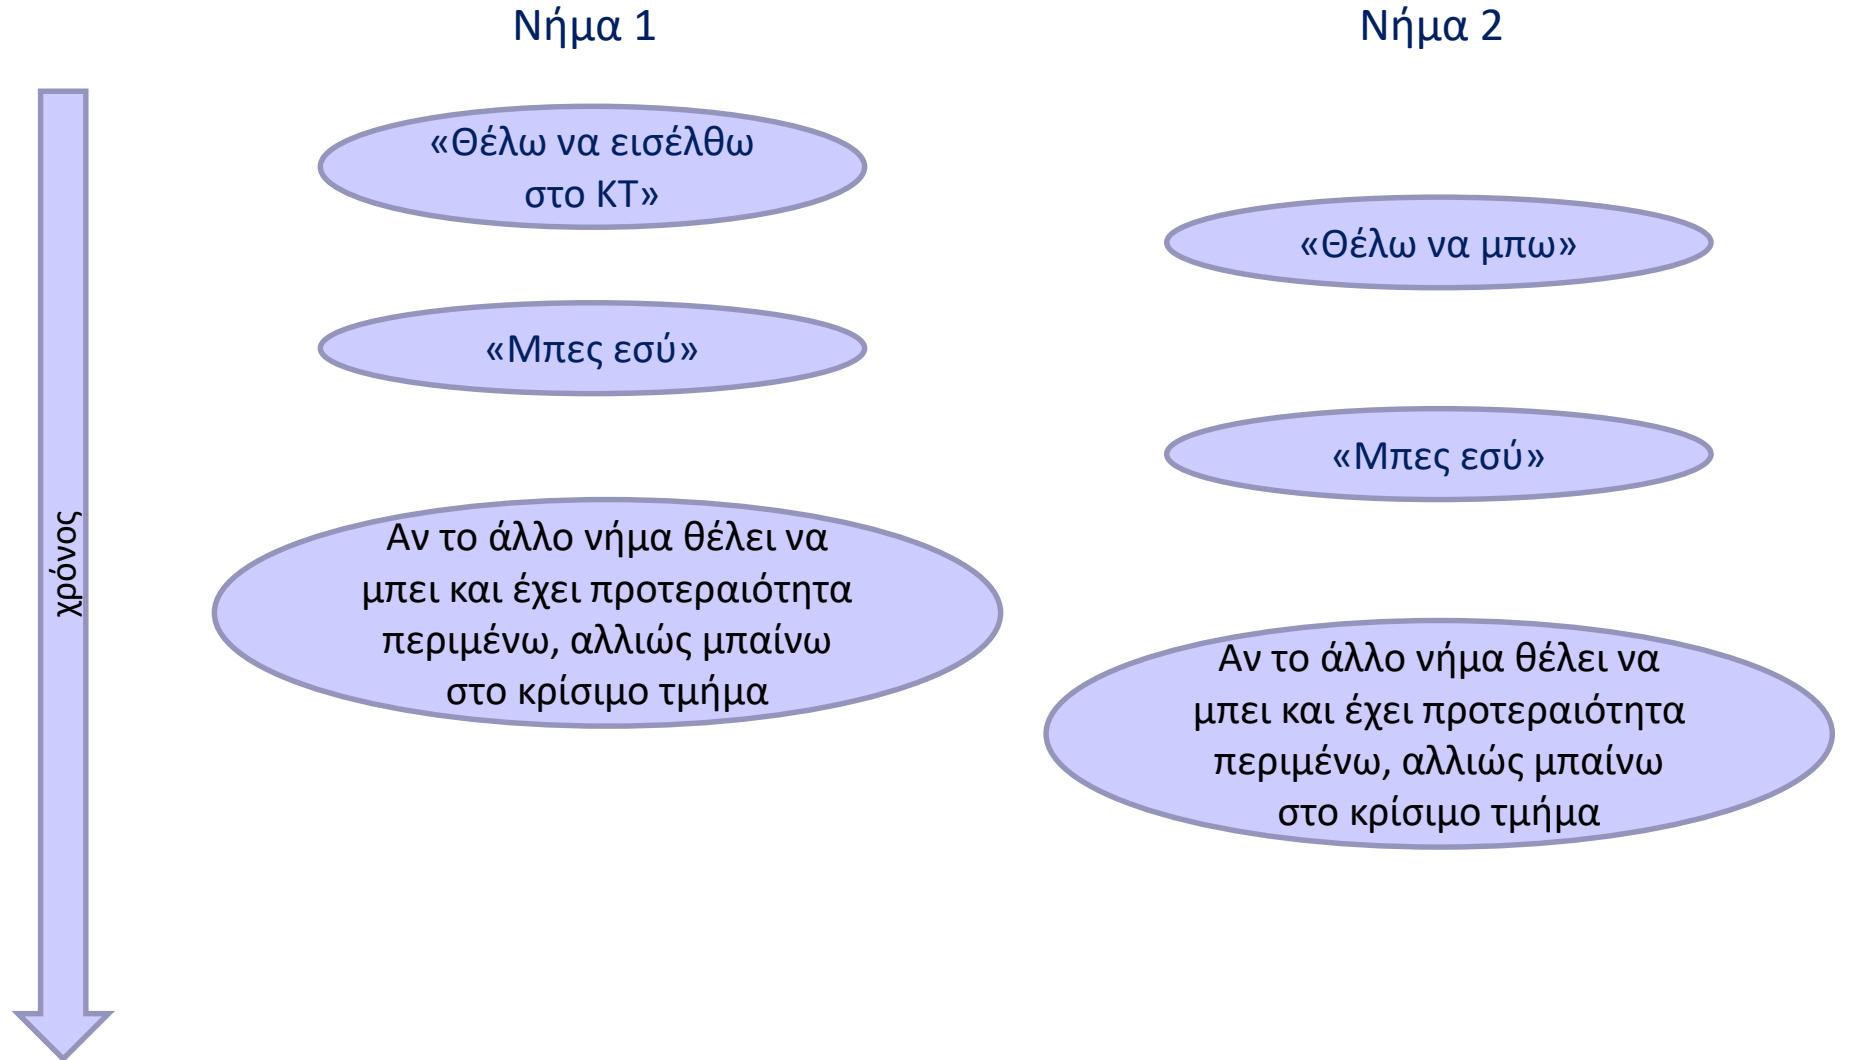 Νήμα 1
Νήμα 2
«Θέλω να εισέλθω
στο ΚΤ»
«Θέλω να μπω»
«Μπες εσύ»
«Μπες εσύ»
Αν το άλλο νήμα θέλει να
μπει και έχει προτεραιότητα
περιμένω, αλλιώς μπαίνω
στο κρίσιμο τμήμα
Αν το άλλο νήμα θέλει να
μπει και έχει προτεραιότητα
περιμένω, αλλιώς μπαίνω
στο κρίσιμο τμήμα
χρόνος